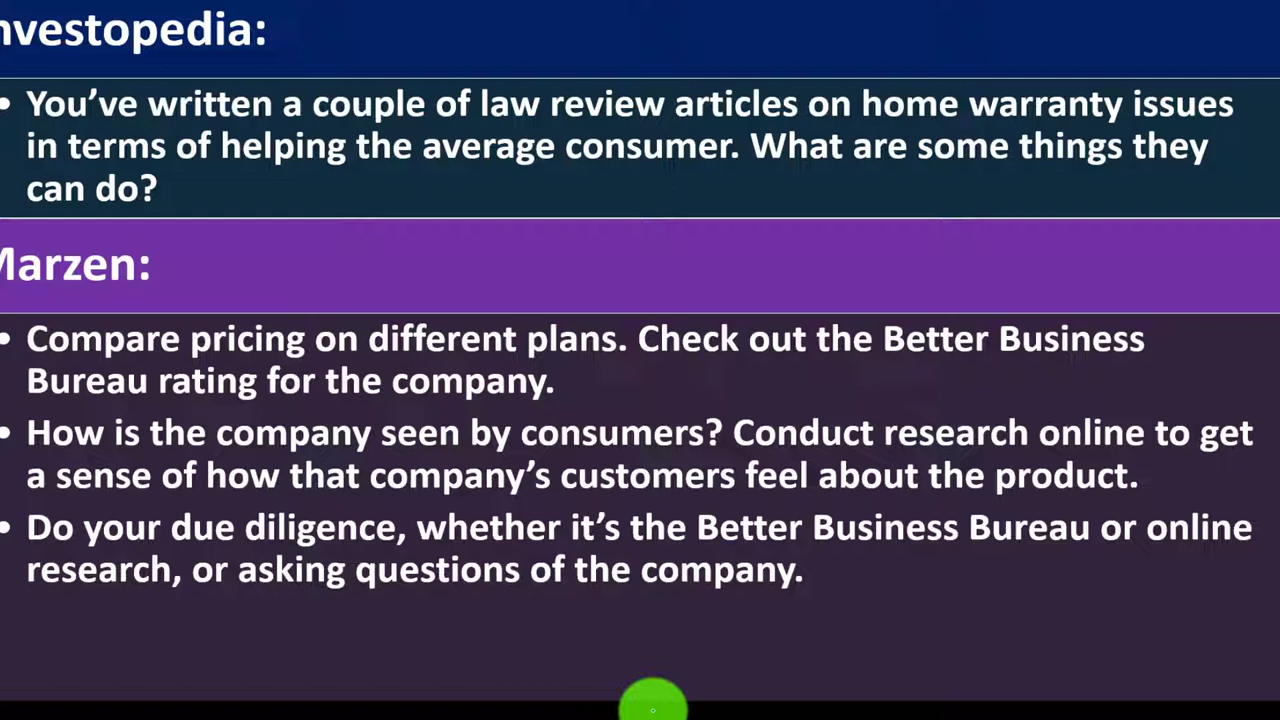 nvestopedia:
• You’ve written a couple of law review articles on home warranty issues
in terms of helping the average consumer. What are some things they
can do?
Marzen:
• Compare pricing on different plans. Check out the Better Business
Bureau rating for the company.
• How is the company seen by consumers? Conduct research online to get
a sense of how that company’s customers feel about the product.
• Do your due diligence, whether it’s the Better Business Bureau or online
research, or asking questions of the company.